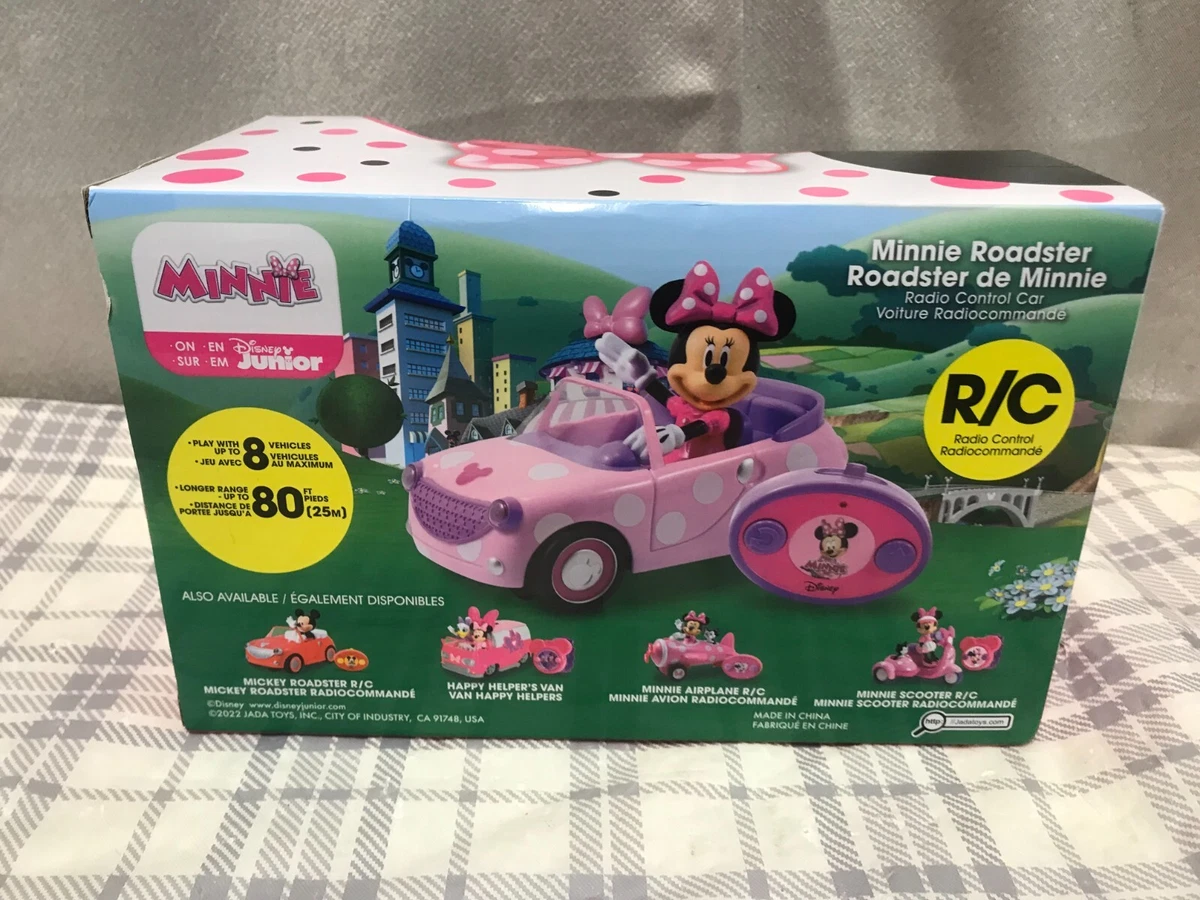 MINNIE
· ON · EN Disney
· SUR · EM Junior
Minnie Roadster
Roadster de Minnie
Radio Control Car
Voiture Radiocommandé
R/C
Radio Control
Radiocommandé
• PLAY WITH UP TO 8 VEHICLES
• JEU AVEC 8 VÉHICULES AU MAXIMUM
• LONGER RANGE - UP TO 80 FT
• DISTANCE DE PORTÉE JUSQU'À 80 PIEDS (25M)
MINNIE
Disney
ALSO AVAILABLE / ÉGALEMENT DISPONIBLES
MICKEY ROADSTER R/C
MICKEY ROADSTER RADIOCOMMANDÉ
HAPPY HELPER'S VAN
VAN HAPPY HELPERS
MINNIE AIRPLANE R/C
MINNIE AVION RADIOCOMMANDÉ
MINNIE SCOOTER R/C
MINNIE SCOOTER RADIOCOMMANDÉ
©Disney www.disneyjunior.com
©2022 JADA TOYS, INC., CITY OF INDUSTRY, CA 91748, USA
MADE IN CHINA
FABRIQUÉ EN CHINE
http: //Jadatoys.com